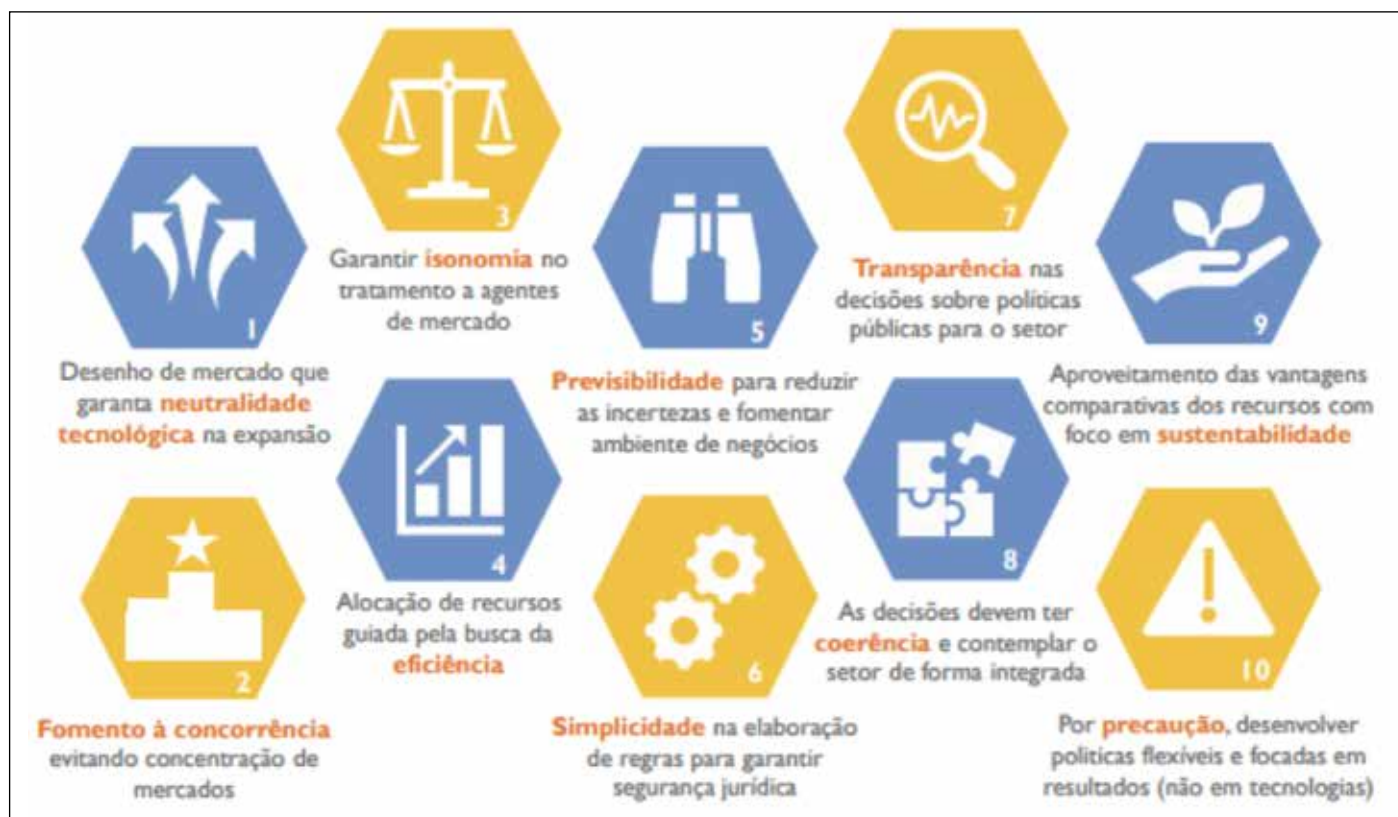 1
Desenho de mercado que
garanta neutralidade
tecnológica na expansão
2
Fomento à concorrência
evitando concentração de
mercados
3
Garantir isonomia no
tratamento a agentes
de mercado
4
Alocação de recursos
guiada pela busca da
eficiência
5
Previsibilidade para reduzir
as incertezas e fomentar
ambiente de negócios
6
Simplicidade na elaboração
de regras para garantir
segurança jurídica
7
Transparência nas
decisões sobre políticas
públicas para o setor
8
As decisões devem ter
coerência e contemplar o
setor de forma integrada
9
Aproveitamento das vantagens
comparativas dos recursos com
foco em sustentabilidade
10
Por precaução, desenvolver
políticas flexíveis e focadas em
resultados (não em tecnologias)